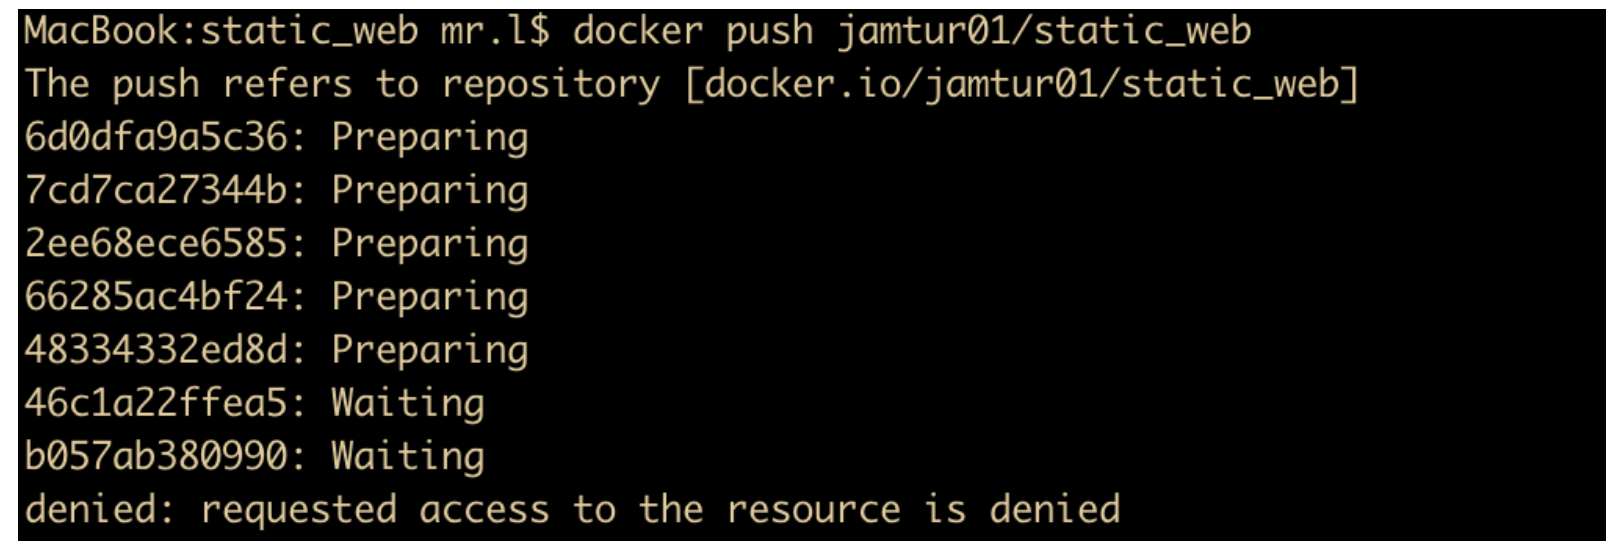 MacBook:static_web mr.l$ docker push jamtur01/static_web
The push refers to repository [docker.io/jamtur01/static_web]
6d0dfa9a5c36: Preparing
7cd7ca27344b: Preparing
2ee68ece6585: Preparing
66285ac4bf24: Preparing
48334332ed8d: Preparing
46c1a22ffea5: Waiting
b057ab380990: Waiting
denied: requested access to the resource is denied